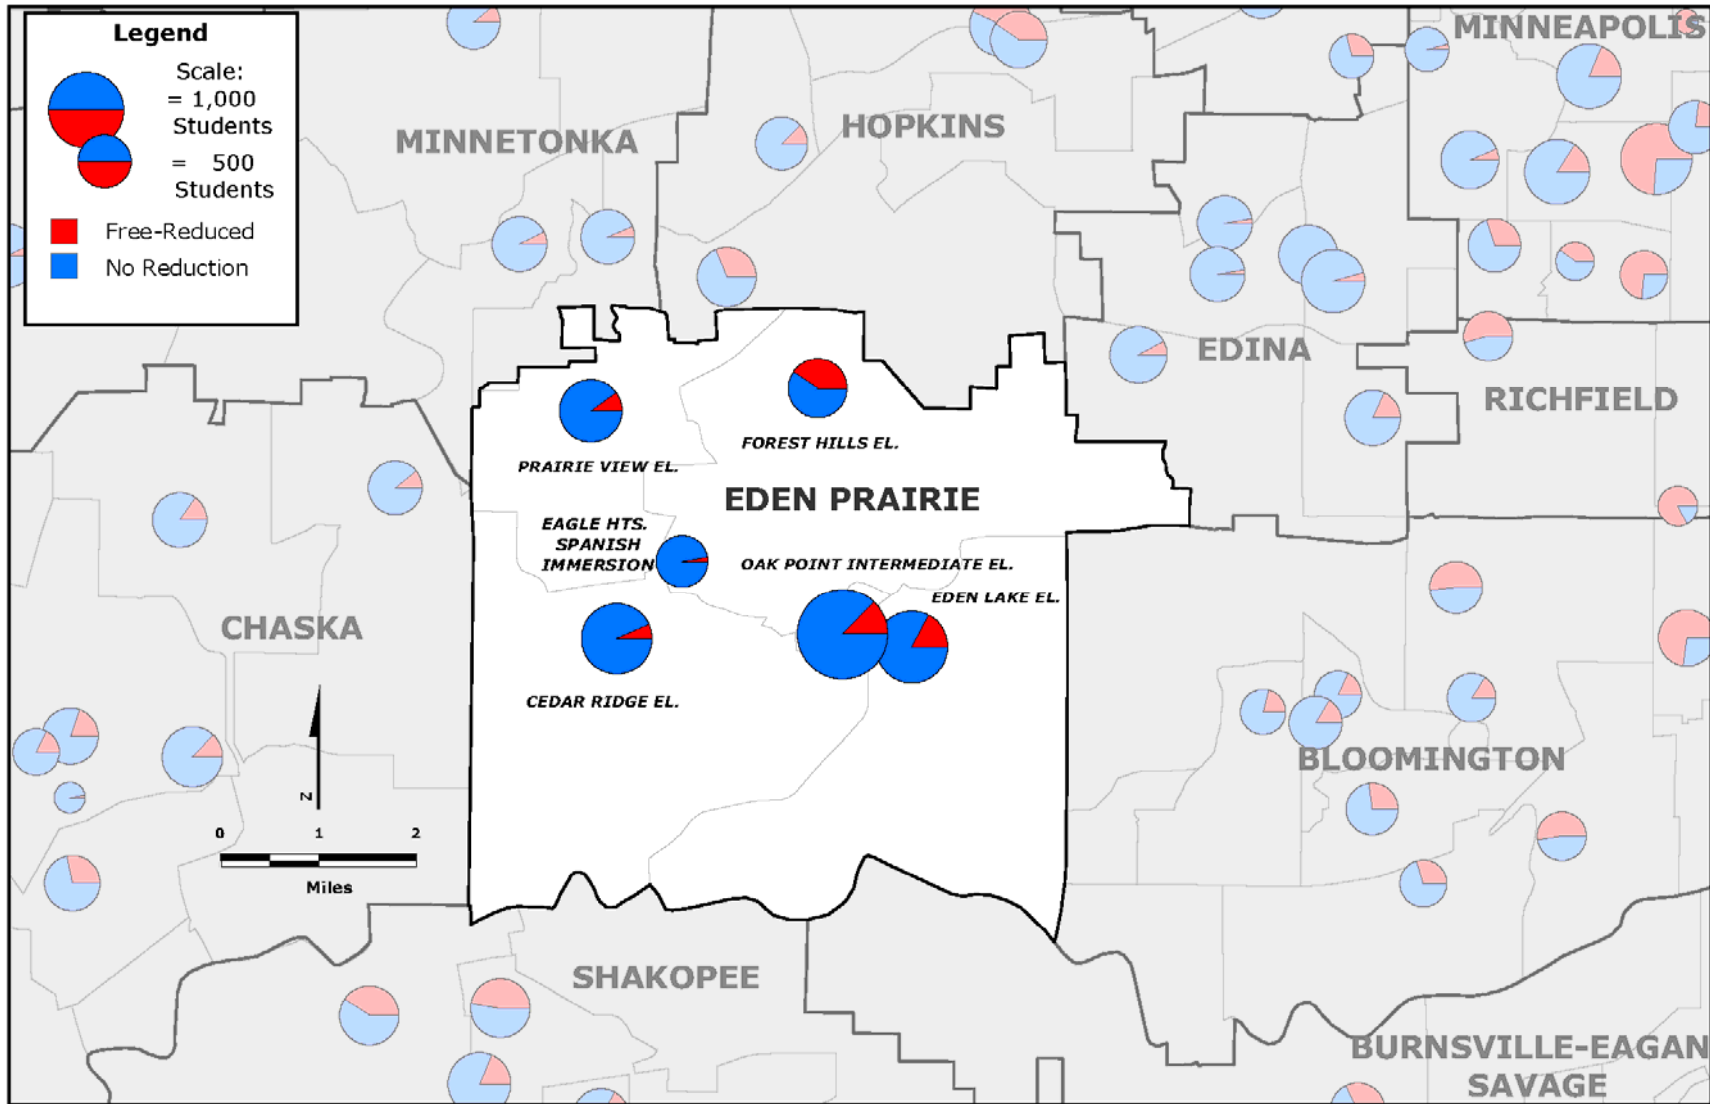 Legend
Scale:
= 1,000
Students
= 500
Students
Free-Reduced
No Reduction
MINNEAPOLIS
MINNETONKA
HOPKINS
EDINA
RICHFIELD
FOREST HILLS EL.
PRAIRIE VIEW EL.
EDEN PRAIRIE
EAGLE HTS.
SPANISH
IMMERSION
OAK POINT INTERMEDIATE EL.
EDEN LAKE EL.
CHASKA
CEDAR RIDGE EL.
BLOOMINGTON
N
0 1 2
Miles
SHAKOPEE
BURNSVILLE-EAGAN
SAVAGE